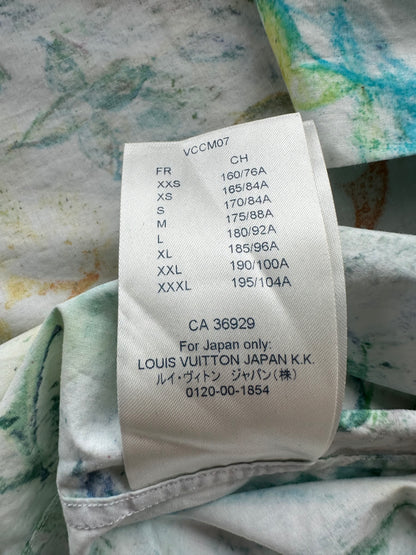 VCCM07
FR CH
XXS 160/76A
XS 165/84A
S 170/84A
M 175/88A
L 180/92A
XL 185/96A
XXL 190/100A
XXXL 195/104A
CA 36929
For Japan only:
LOUIS VUITTON JAPAN K.K.
ルイ・ヴィトン ジャパン(株)
0120-00-1854